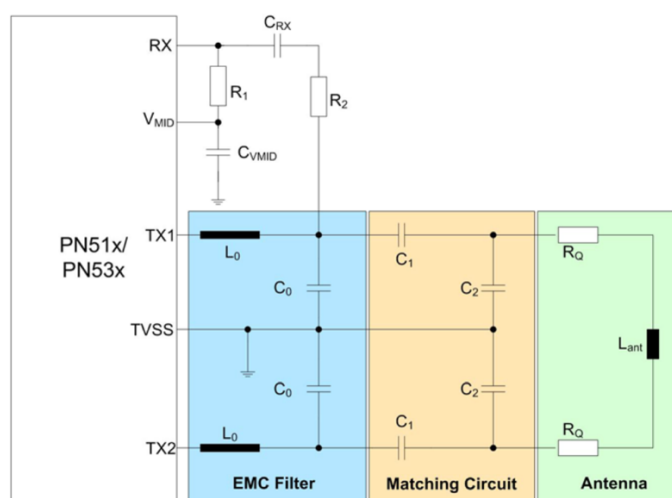 RX
C_RX
R_1
R_2
V_MID
C_VMID
PN51x/
PN53x
TX1
L_0
C_1
R_Q
C_0
C_2
TVSS
L_ant
C_0
C_2
L_0
C_1
R_Q
TX2
EMC Filter
Matching Circuit
Antenna